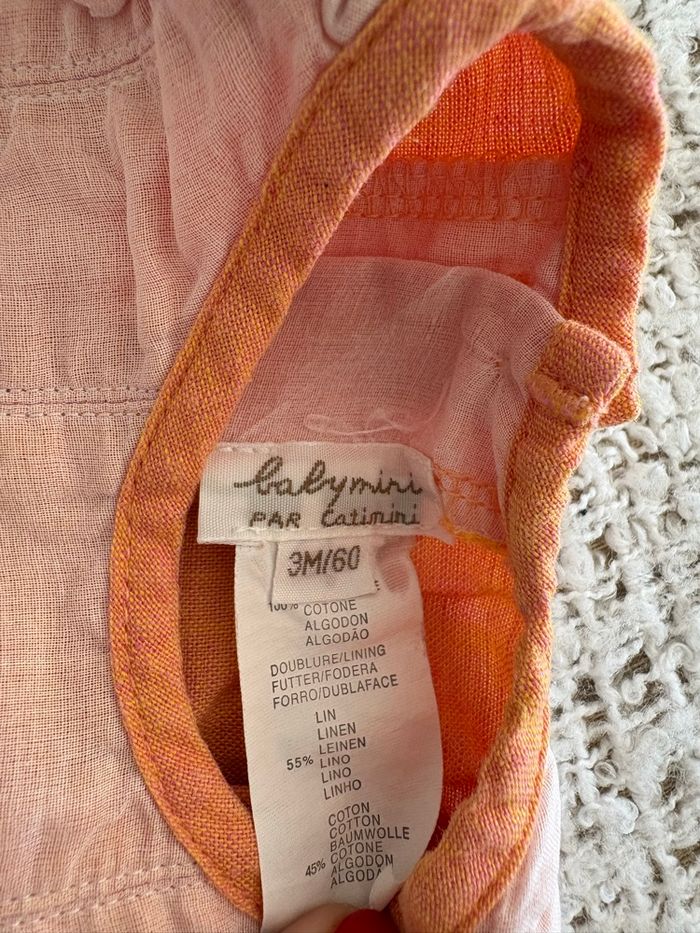 babymini
PAR Catimini
3M/60
100% COTONE
ALGODON
ALGODÃO
DOUBLURE/LINING
FUTTER/FODERA
FORRO/DUBLAFACE
LIN
LINEN
LEINEN
55% LINO
LINO
LINHO
COTON
COTTON
BAUMWOLLE
45% COTONE
ALGODON